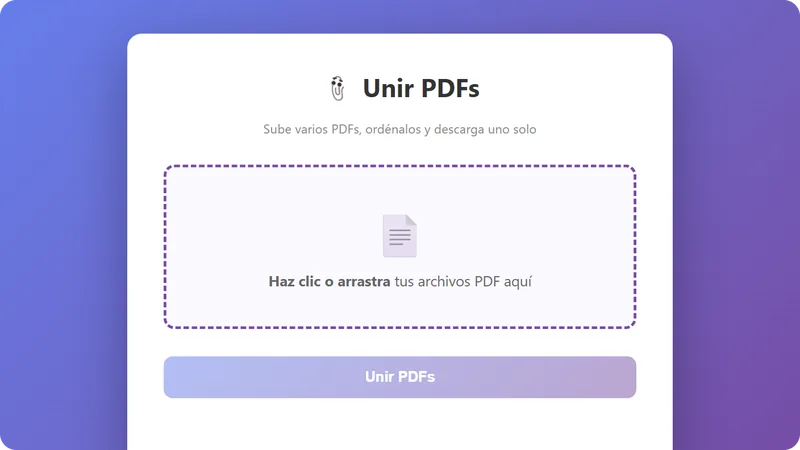 Unir PDFs
Sube varios PDFs, ordénalos y descarga uno solo
Haz clic o arrastra tus archivos PDF aquí
Unir PDFs